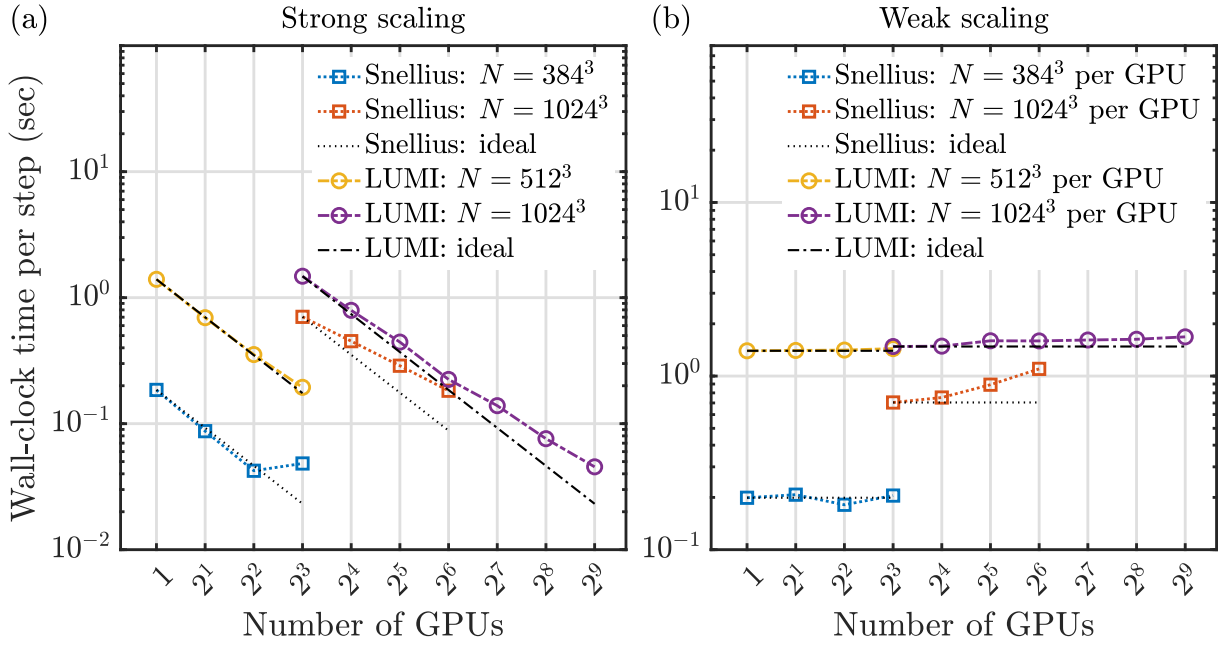 (a) Strong scaling
Wall-clock time per step (sec)
10¹
10⁰
10⁻¹
10⁻²
Snellius: N = 384³
Snellius: N = 1024³
Snellius: ideal
LUMI: N = 512³
LUMI: N = 1024³
LUMI: ideal
1 2¹ 2² 2³ 2⁴ 2⁵ 2⁶ 2⁷ 2⁸ 2⁹
Number of GPUs
(b) Weak scaling
10¹
10⁰
10⁻¹
Snellius: N = 384³ per GPU
Snellius: N = 1024³ per GPU
Snellius: ideal
LUMI: N = 512³ per GPU
LUMI: N = 1024³ per GPU
LUMI: ideal
1 2¹ 2² 2³ 2⁴ 2⁵ 2⁶ 2⁷ 2⁸ 2⁹
Number of GPUs